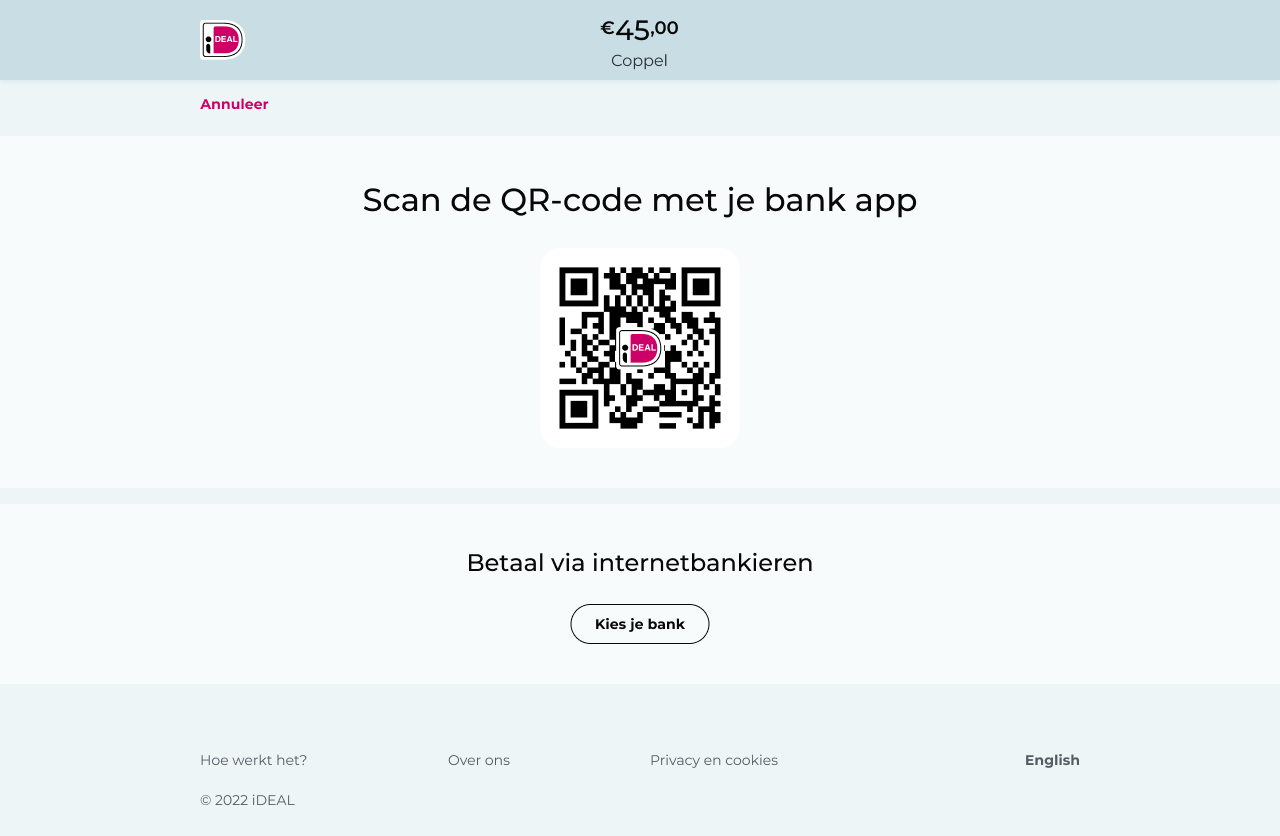 iDEAL
€45,00
Coppel
Annuleer
Scan de QR-code met je bank app
iDEAL
Betaal via internetbankieren
Kies je bank
Hoe werkt het? Over ons Privacy en cookies English
© 2022 iDEAL